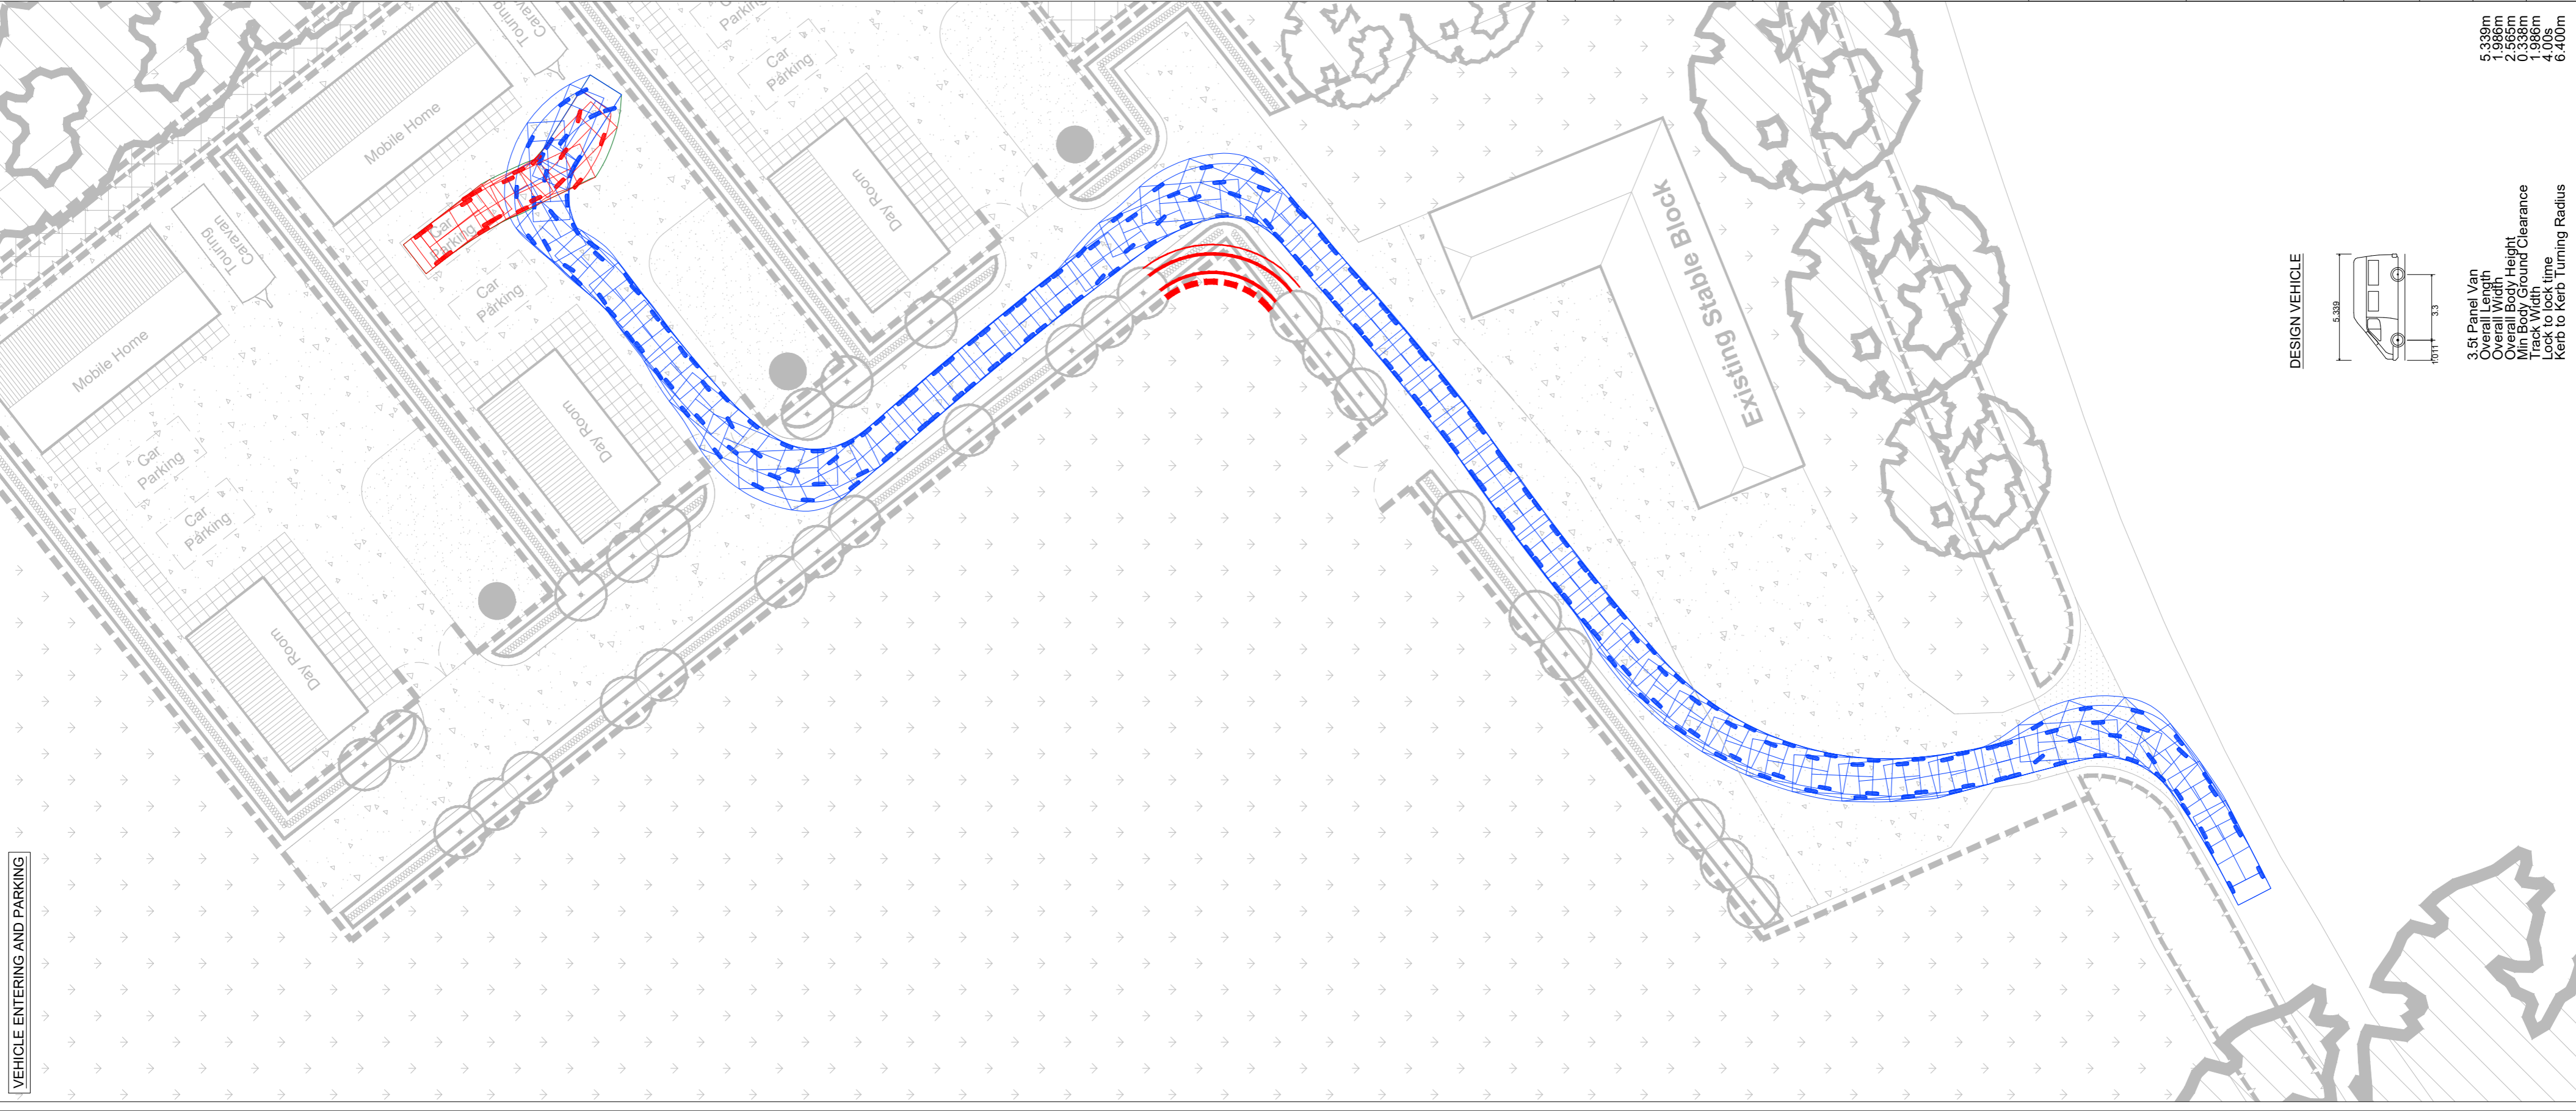 VEHICLE ENTERING AND PARKING
Mobile Home
Touring
Caravan
Car
Parking
Car
Parking
Day Room
Mobile Home
Touring
Car
Parking
Car
Parking
Day Room
Car
Parking
Day Room
Existing Stable Block
DESIGN VEHICLE
5.339
1.011
3.3
3.5t Panel Van
Overall Length 5.339m
Overall Width 1.986m
Overall Body Height 2.565m
Min Body Ground Clearance 0.338m
Track Width 1.986m
Lock to lock time 4.00s
Kerb to Kerb Turning Radius 6.400m